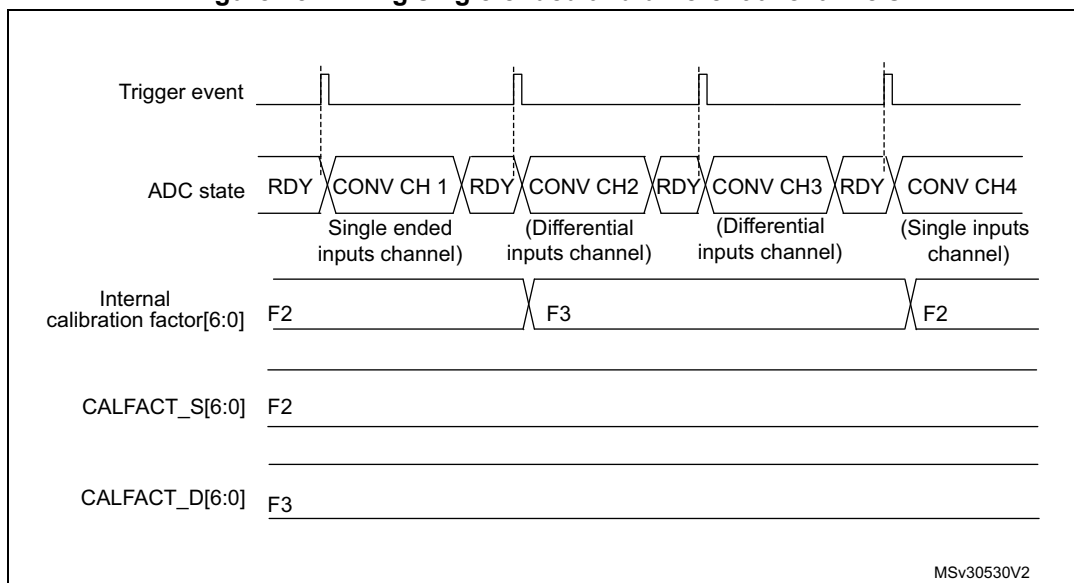 Trigger event
ADC state
RDY
CONV CH 1
RDY
CONV CH2
RDY
CONV CH3
RDY
CONV CH4
Single ended
inputs channel)
(Differential
inputs channel)
(Differential
inputs channel)
(Single inputs
channel)
Internal
calibration factor[6:0]
F2
F3
F2
CALFACT_S[6:0]
F2
CALFACT_D[6:0]
F3
MSv30530V2